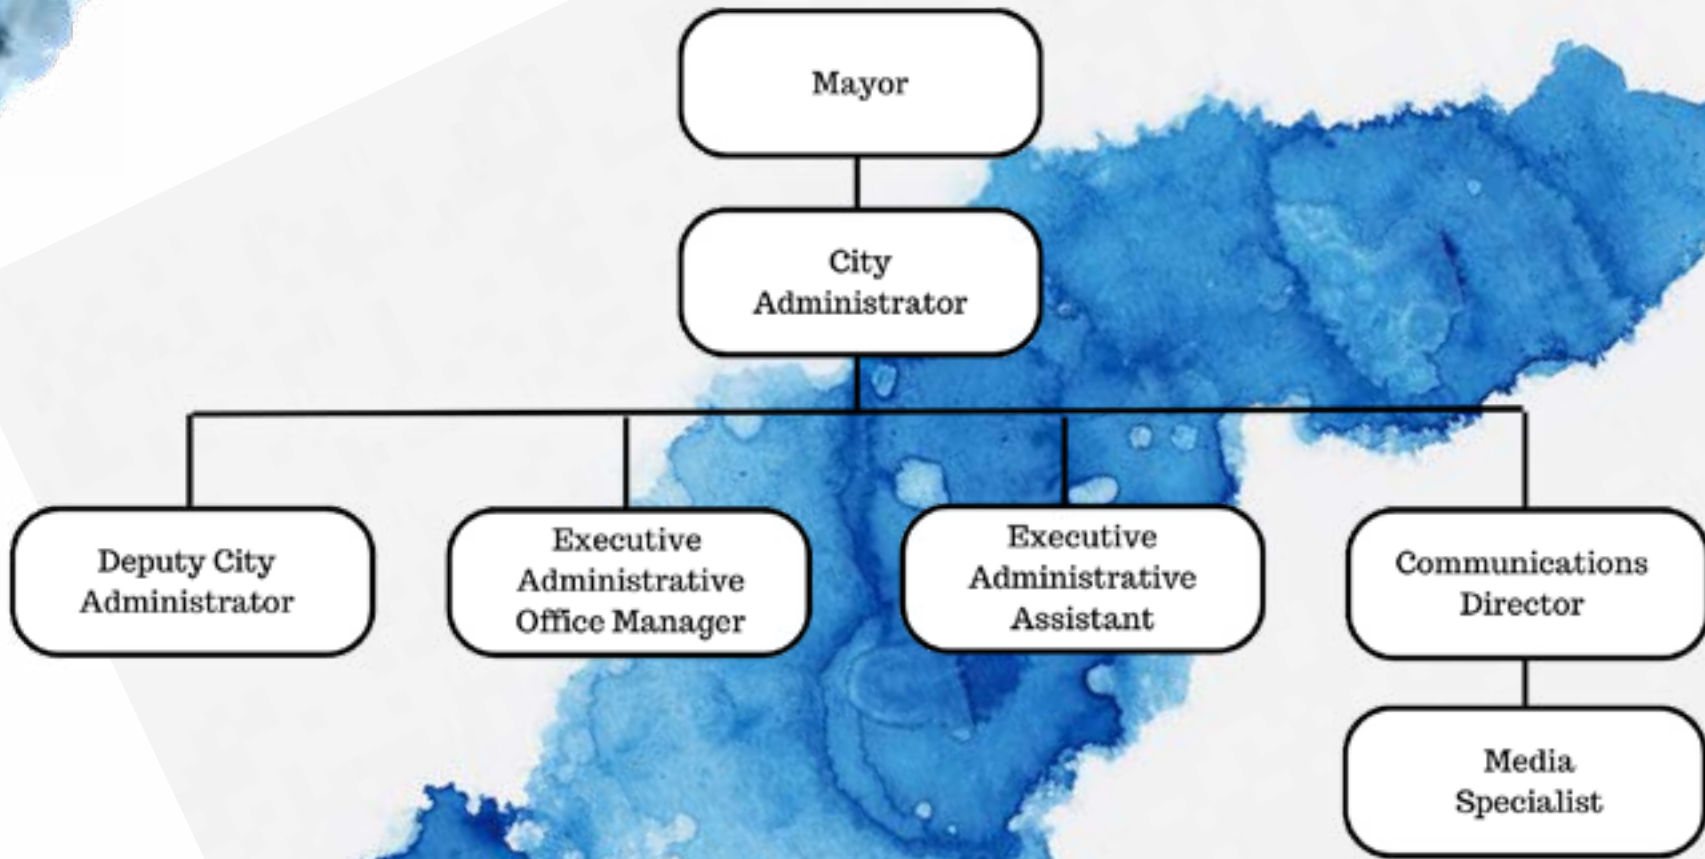 Mayor
City
Administrator
Deputy City
Administrator
Executive
Administrative
Office Manager
Executive
Administrative
Assistant
Communications
Director
Media
Specialist